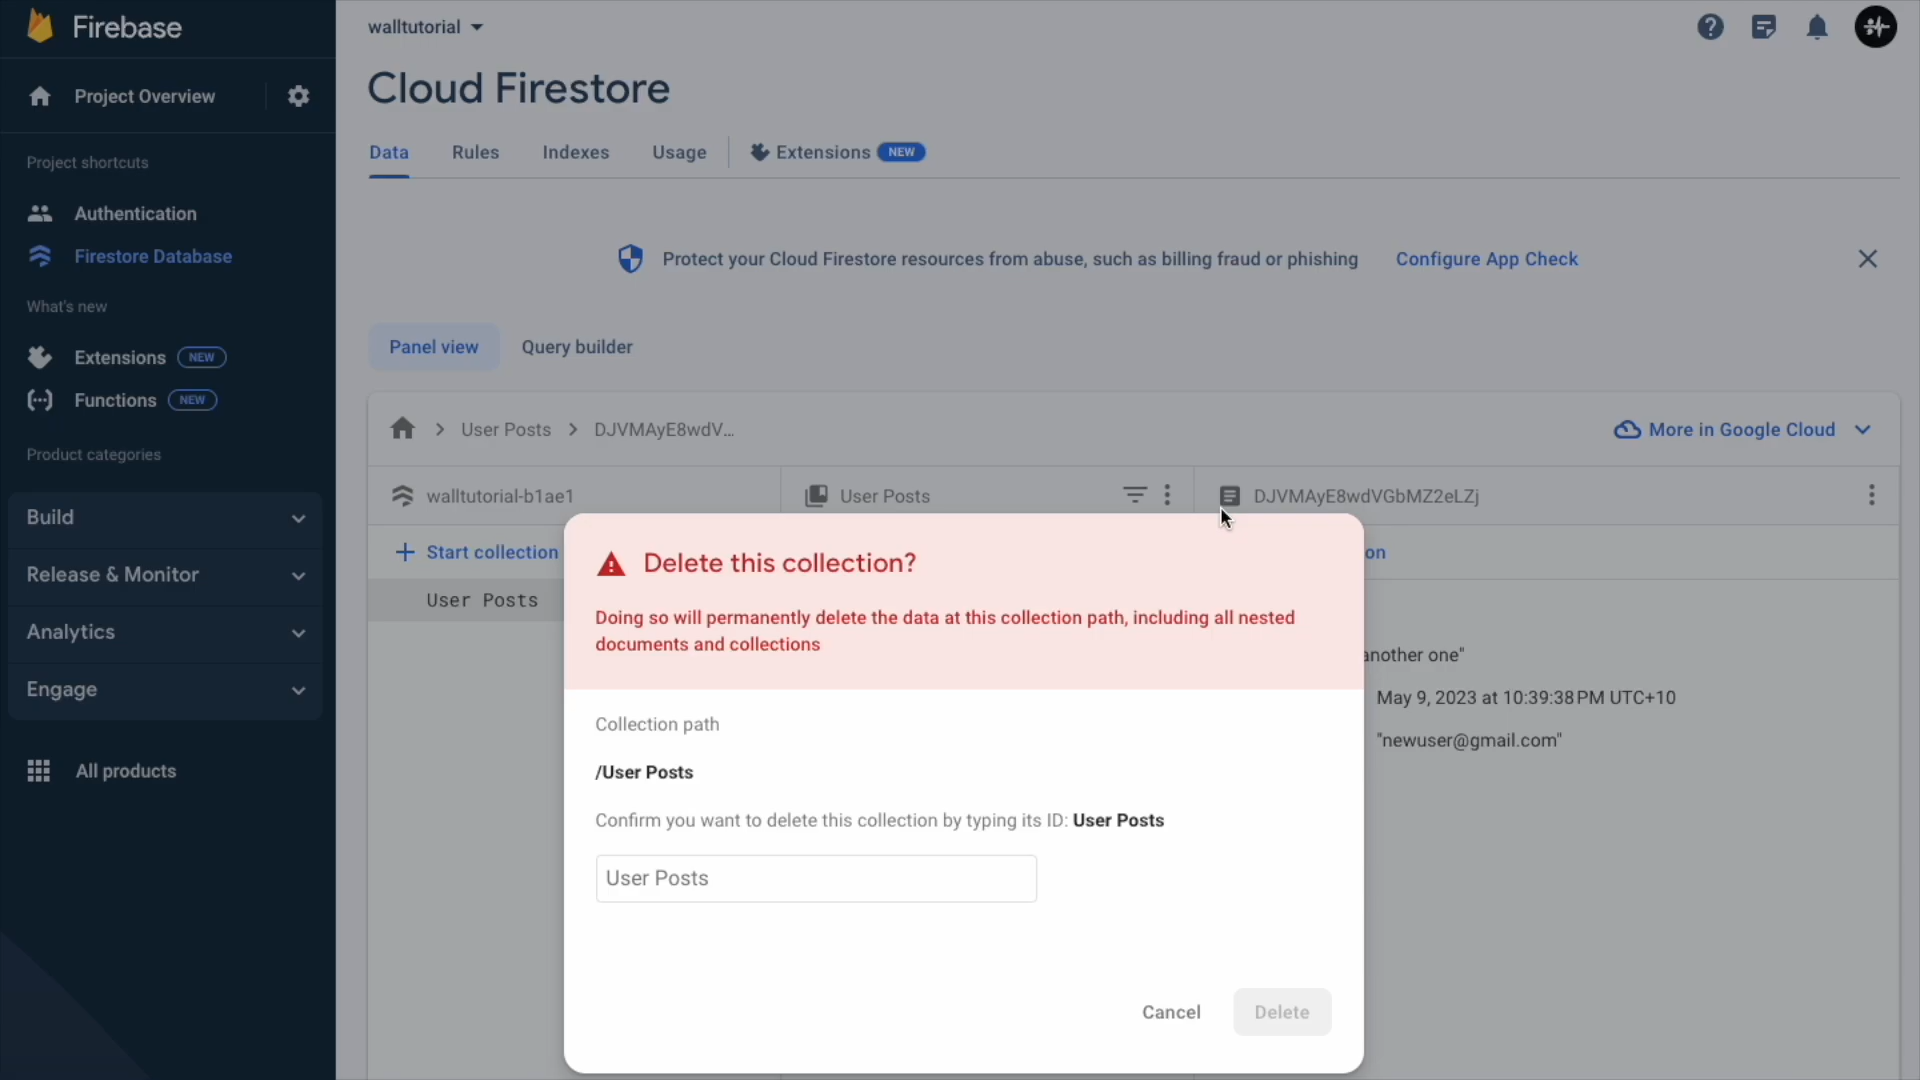 Firebase
Project Overview
Project shortcuts
Authentication
Firestore Database
What's new
Extensions NEW
Functions NEW
Product categories
Build
Release & Monitor
Analytics
Engage
All products
walltutorial
Cloud Firestore
Data Rules Indexes Usage Extensions NEW
Protect your Cloud Firestore resources from abuse, such as billing fraud or phishing Configure App Check
Panel view Query builder
User Posts DJVMAyE8wdV...
More in Google Cloud
walltutorial-b1ae1 User Posts DJVMAyE8wdVGbMZ2eLZj
Start collection
on
User Posts
another one"
May 9, 2023 at 10:39:38 PM UTC+10
"newuser@gmail.com"
Delete this collection?
Doing so will permanently delete the data at this collection path, including all nested
documents and collections
Collection path
/User Posts
Confirm you want to delete this collection by typing its ID: User Posts
User Posts
Cancel Delete